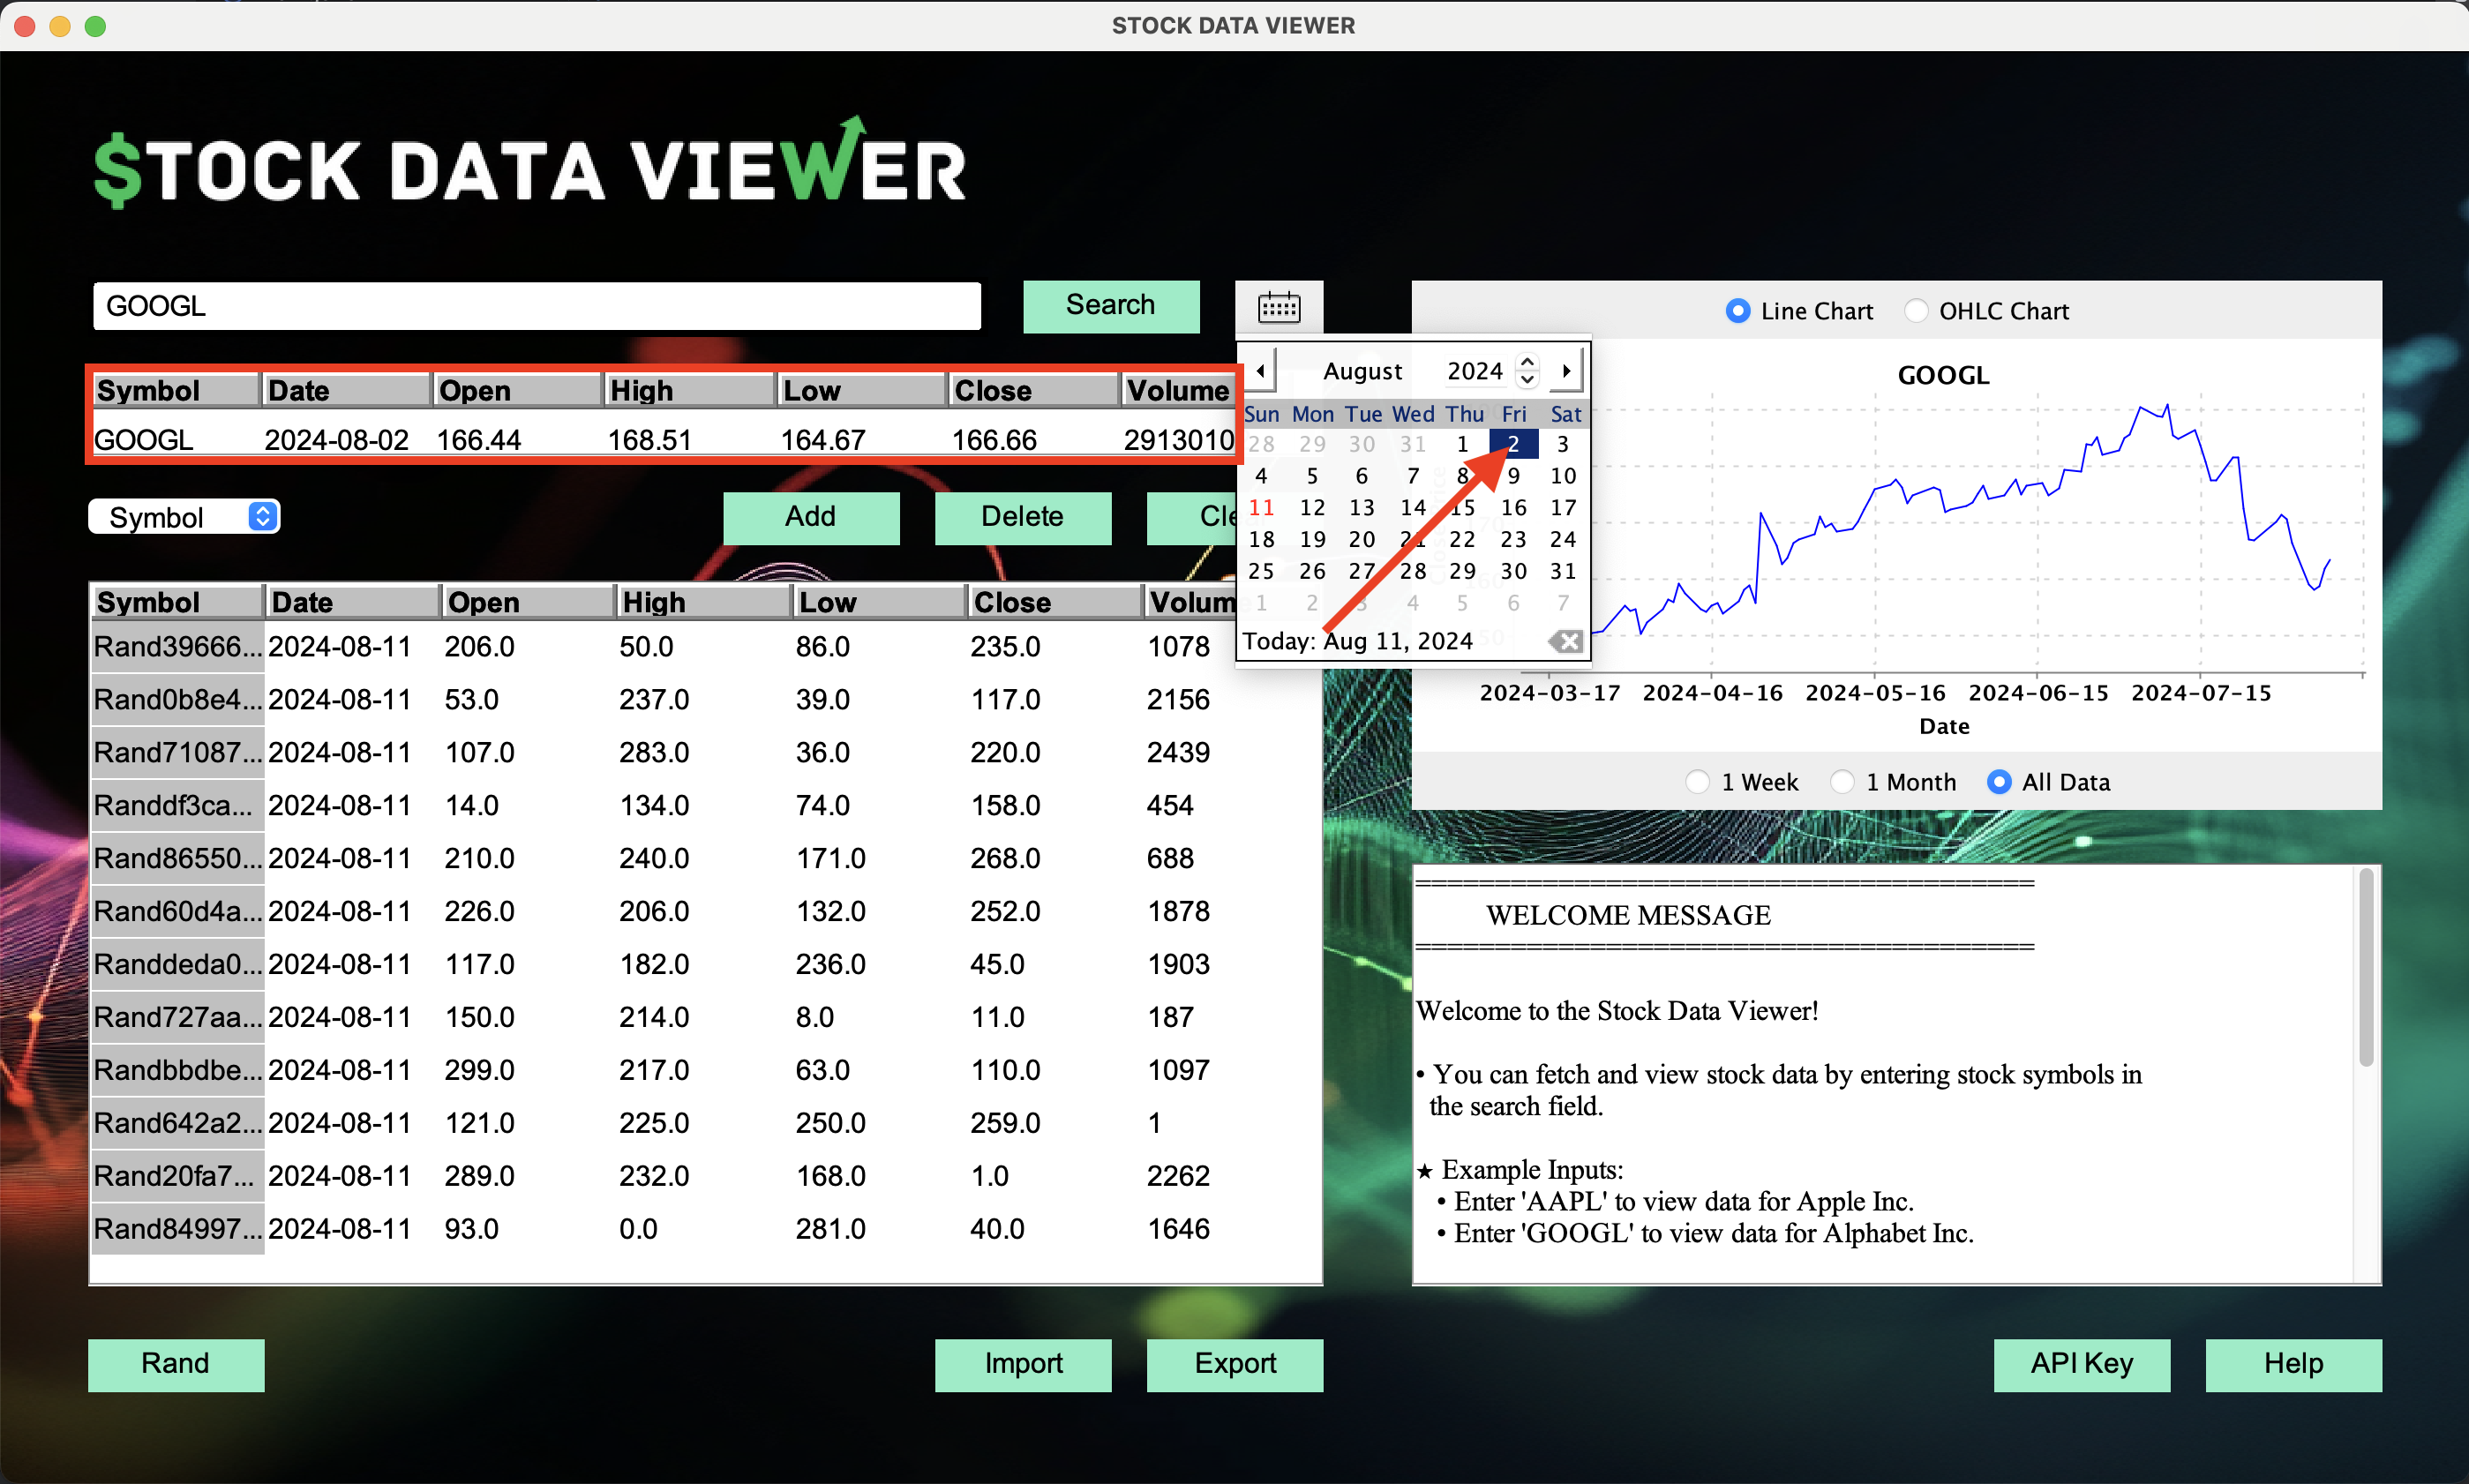 STOCK DATA VIEWER
$TOCK DATA VIEWER
GOOGL Search
Symbol Date Open High Low Close Volume
GOOGL 2024-08-02 166.44 168.51 164.67 166.66 2913010
August 2024
Sun Mon Tue Wed Thu Fri Sat
28 29 30 31 1 2 3
4 5 6 7 8 9 10
11 12 13 14 15 16 17
18 19 20 21 22 23 24
25 26 27 28 29 30 31
1 2 3 4 5 6 7
Today: Aug 11, 2024
Symbol Add Delete Cle
Symbol Date Open High Low Close Volum
Rand39666... 2024-08-11 206.0 50.0 86.0 235.0 1078
Rand0b8e4... 2024-08-11 53.0 237.0 39.0 117.0 2156
Rand71087... 2024-08-11 107.0 283.0 36.0 220.0 2439
Randdf3ca... 2024-08-11 14.0 134.0 74.0 158.0 454
Rand86550... 2024-08-11 210.0 240.0 171.0 268.0 688
Rand60d4a... 2024-08-11 226.0 206.0 132.0 252.0 1878
Randdeda0... 2024-08-11 117.0 182.0 236.0 45.0 1903
Rand727aa... 2024-08-11 150.0 214.0 8.0 11.0 187
Randbbdbe... 2024-08-11 299.0 217.0 63.0 110.0 1097
Rand642a2... 2024-08-11 121.0 225.0 250.0 259.0 1
Rand20fa7... 2024-08-11 289.0 232.0 168.0 1.0 2262
Rand84997... 2024-08-11 93.0 0.0 281.0 40.0 1646
Line Chart OHLC Chart
GOOGL
2024-03-17 2024-04-16 2024-05-16 2024-06-15 2024-07-15
Date
1 Week 1 Month All Data
========================================
WELCOME MESSAGE
========================================
Welcome to the Stock Data Viewer!
• You can fetch and view stock data by entering stock symbols in
the search field.
★ Example Inputs:
• Enter 'AAPL' to view data for Apple Inc.
• Enter 'GOOGL' to view data for Alphabet Inc.
Rand Import Export API Key Help